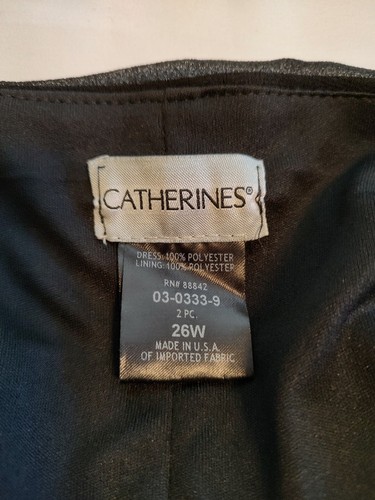 CATHERINES®
DRESS: 100% POLYESTER
LINING: 100% POLYESTER
RN# 88842
03-0333-9
2 PC.
26W
MADE IN U.S.A.
OF IMPORTED FABRIC